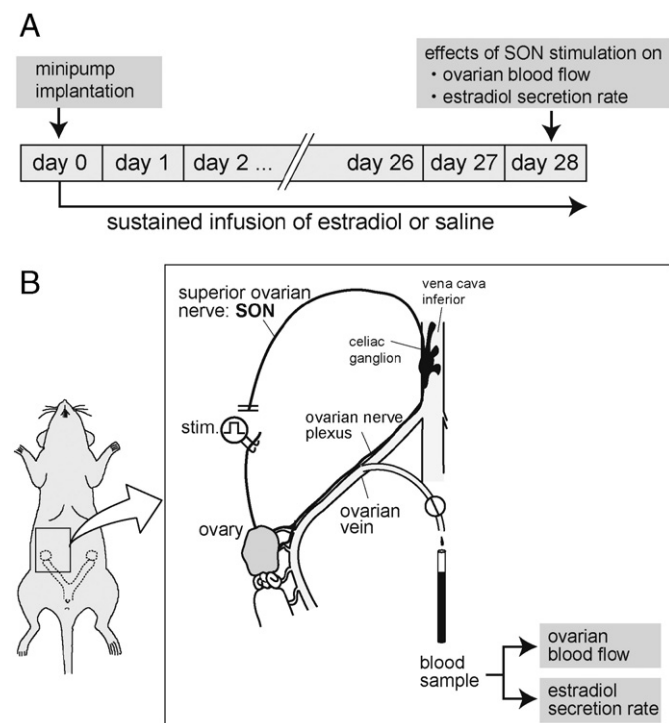 A
minipump
implantation
effects of SON stimulation on
• ovarian blood flow
• estradiol secretion rate
day 0
day 1
day 2 ...
day 26
day 27
day 28
sustained infusion of estradiol or saline
B
superior ovarian
nerve: SON
vena cava
inferior
celiac
ganglion
stim.
ovarian nerve
plexus
ovary
ovarian
vein
blood
sample
ovarian
blood flow
estradiol
secretion rate